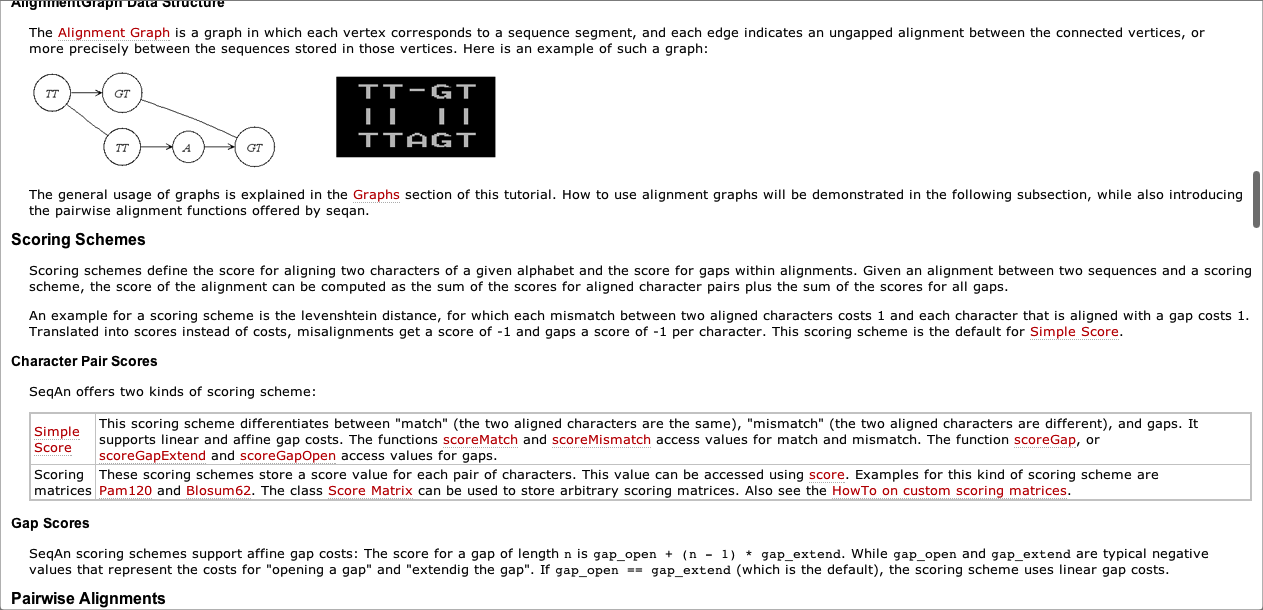 AlignmentGraph Data Structure
The Alignment Graph is a graph in which each vertex corresponds to a sequence segment, and each edge indicates an ungapped alignment between the connected vertices, or
more precisely between the sequences stored in those vertices. Here is an example of such a graph:
TT GT
TT A GT
TT-GT
|| ||
TTAGT
The general usage of graphs is explained in the Graphs section of this tutorial. How to use alignment graphs will be demonstrated in the following subsection, while also introducing
the pairwise alignment functions offered by seqan.
Scoring Schemes
Scoring schemes define the score for aligning two characters of a given alphabet and the score for gaps within alignments. Given an alignment between two sequences and a scoring
scheme, the score of the alignment can be computed as the sum of the scores for aligned character pairs plus the sum of the scores for all gaps.
An example for a scoring scheme is the levenshtein distance, for which each mismatch between two aligned characters costs 1 and each character that is aligned with a gap costs 1.
Translated into scores instead of costs, misalignments get a score of -1 and gaps a score of -1 per character. This scoring scheme is the default for Simple Score.
Character Pair Scores
SeqAn offers two kinds of scoring scheme:
Simple
Score
This scoring scheme differentiates between "match" (the two aligned characters are the same), "mismatch" (the two aligned characters are different), and gaps. It
supports linear and affine gap costs. The functions scoreMatch and scoreMismatch access values for match and mismatch. The function scoreGap, or
scoreGapExtend and scoreGapOpen access values for gaps.
Scoring
matrices
These scoring schemes store a score value for each pair of characters. This value can be accessed using score. Examples for this kind of scoring scheme are
Pam120 and Blosum62. The class Score Matrix can be used to store arbitrary scoring matrices. Also see the HowTo on custom scoring matrices.
Gap Scores
SeqAn scoring schemes support affine gap costs: The score for a gap of length n is gap_open + (n - 1) * gap_extend. While gap_open and gap_extend are typical negative
values that represent the costs for "opening a gap" and "extendig the gap". If gap_open == gap_extend (which is the default), the scoring scheme uses linear gap costs.
Pairwise Alignments